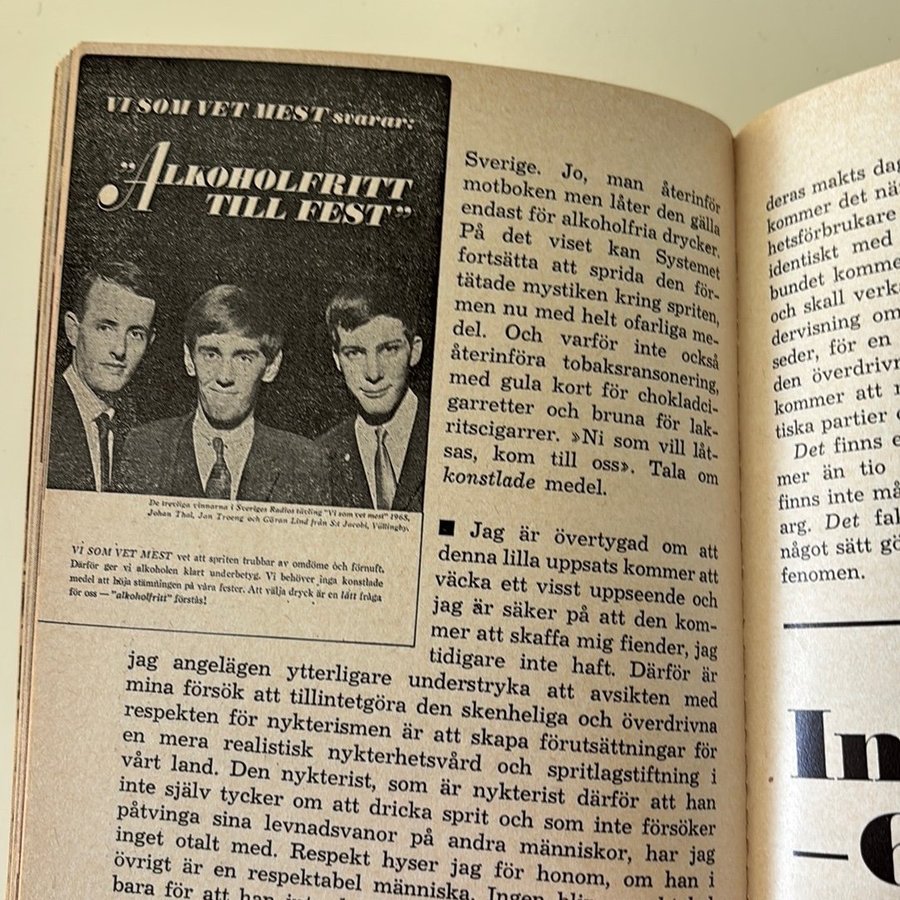 VI SOM VET MEST svarar:
"ALKOHOLFRITT
TILL FEST"
De trevliga vinnarna i Sveriges Radios tävling "Vi som vet mest" 1965,
Johan Thal, Jan Troeng och Göran Lind från S:t Jacobi, Vällingby.
VI SOM VET MEST vet att spriten trubbar av omdöme och förnuft.
Därför ger vi alkoholen klart underbetyg. Vi behöver inga konstlade
medel att höja stämningen på våra fester. Att välja dryck är en lätt fråga
för oss — "alkoholfritt" förstås!
Sverige. Jo, man återinför
motboken men låter den gälla
endast för alkoholfria drycker.
På det viset kan Systemet
fortsätta att sprida den för-
tätade mystiken kring spriten,
men nu med helt ofarliga me-
del. Och varför inte också
återinföra tobaksransonering,
med gula kort för chokladci-
garretter och bruna för lak-
ritscigarrer. »Ni som vill låt-
sas, kom till oss». Tala om
konstlade medel.
■ Jag är övertygad om att
denna lilla uppsats kommer att
väcka ett visst uppseende och
jag är säker på att den kom-
mer att skaffa mig fiender, jag
tidigare inte haft. Därför är
jag angelägen ytterligare understryka att avsikten med
mina försök att tillintetgöra den skenheliga och överdrivna
respekten för nykterismen är att skapa förutsättningar för
en mera realistisk nykterhetsvård och spritlagstiftning i
vårt land. Den nykterist, som är nykterist därför att han
inte själv tycker om att dricka sprit och som inte försöker
påtvinga sina levnadsvanor på andra människor, har jag
inget otalt med. Respekt hyser jag för honom, om han i
övrigt är en respektabel människa. Ingen
bara för att han
deras makts dag
kommer det nä
hetsförbrukare
identiskt med
bundet komme
och skall verk
dervisning om
seder, för en
den överdrivn
kommer att
tiska partier
Det finns e
mer än tio
finns inte må
arg. Det fal
något sätt gö
fenomen.
In
–6